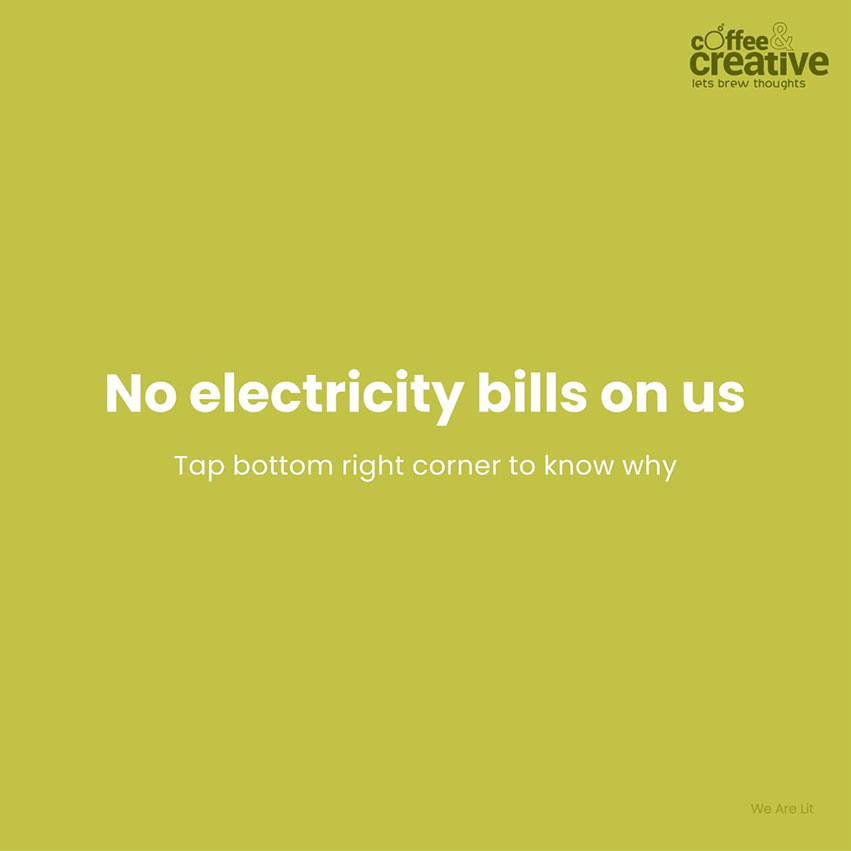 coffee&
creative
lets brew thoughts
No electricity bills on us
Tap bottom right corner to know why
We Are Lit